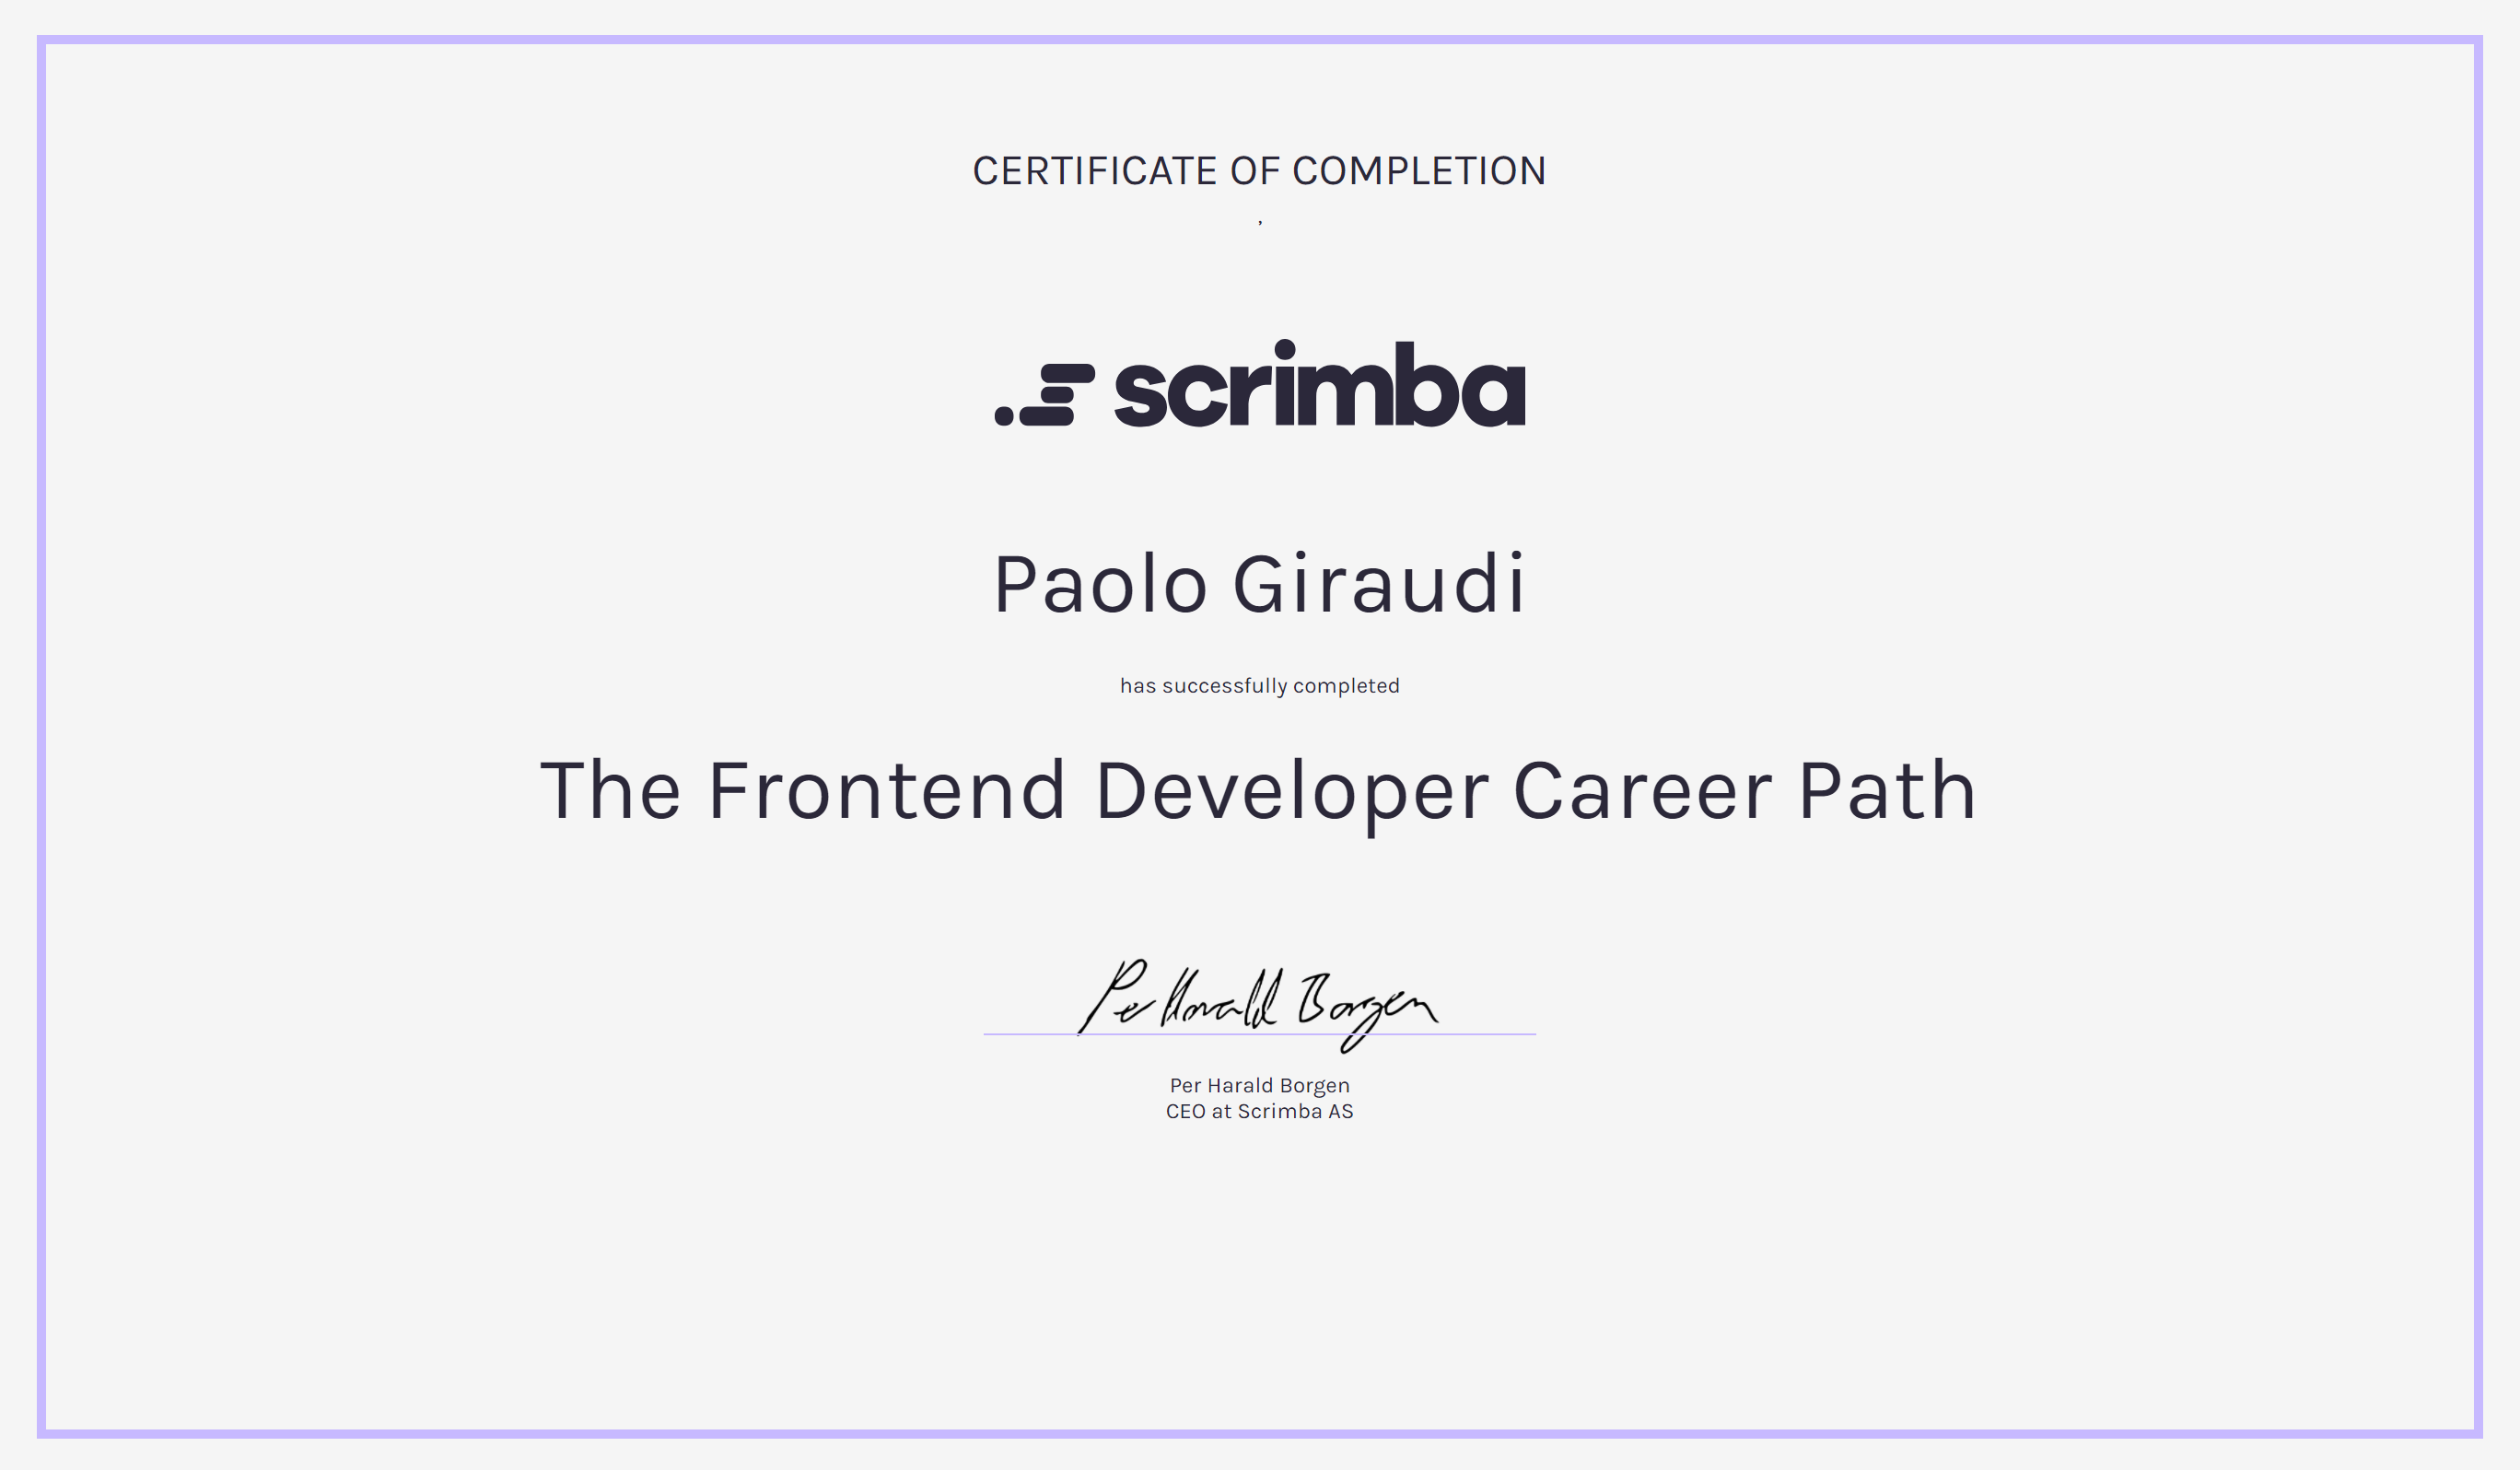 CERTIFICATE OF COMPLETION
,
scrimba
Paolo Giraudi
has successfully completed
The Frontend Developer Career Path
Per Harald Borgen
Per Harald Borgen
CEO at Scrimba AS